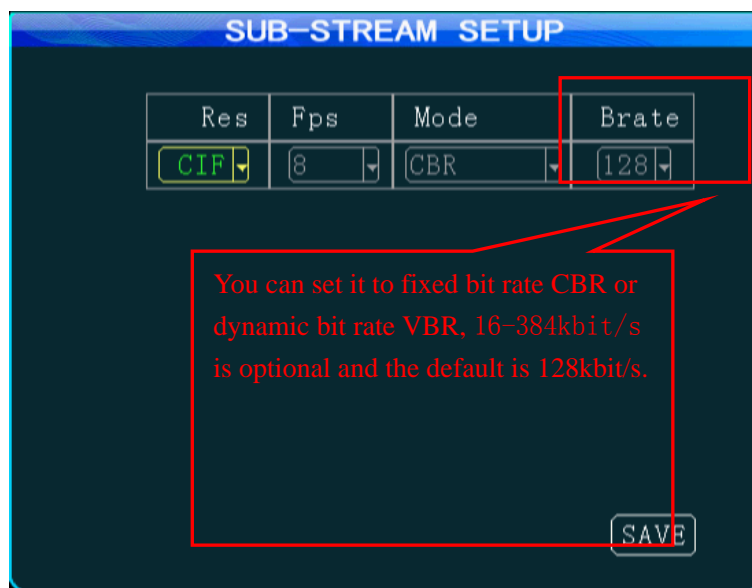 SUB-STREAM SETUP
Res Fps Mode Brate
CIF 8 CBR 128
You can set it to fixed bit rate CBR or
dynamic bit rate VBR, 16-384kbit/s
is optional and the default is 128kbit/s.
SAVE